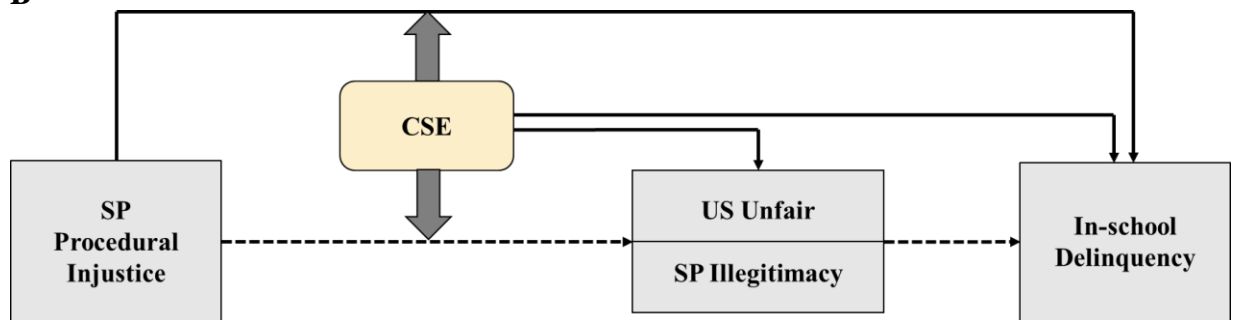 B
CSE
SP
Procedural
Injustice
US Unfair
SP Illegitimacy
In-school
Delinquency